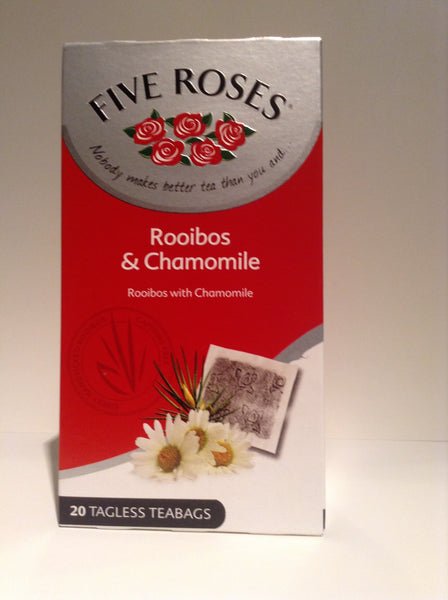 FIVE ROSES
Nobody makes better tea than you and
Rooibos
& Chamomile
Rooibos with Chamomile
20 TAGLESS TEABAGS